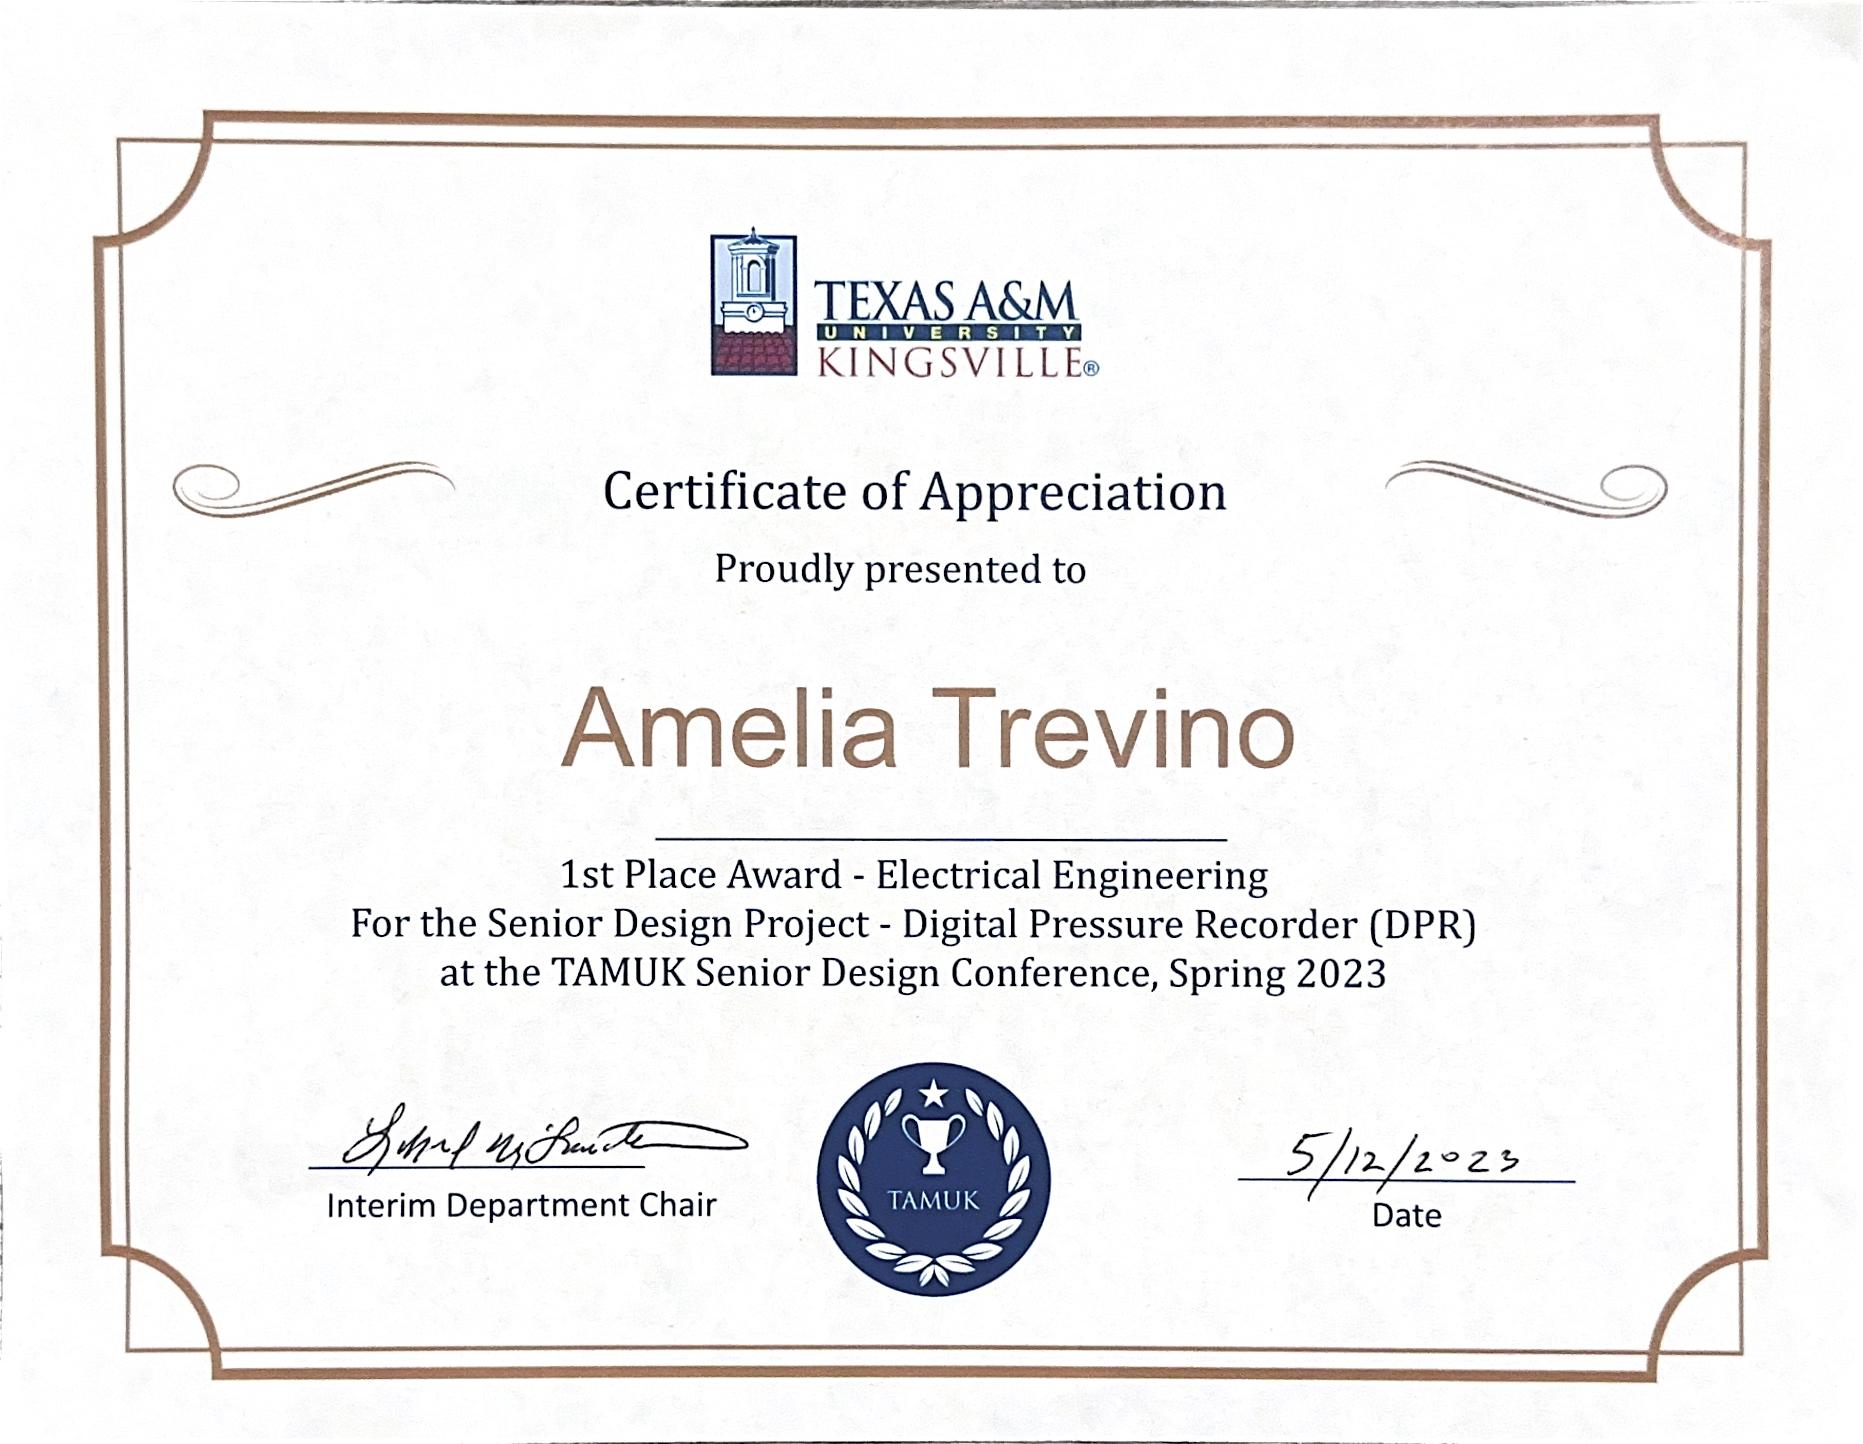 TEXAS A&M
UNIVERSITY
KINGSVILLE®
Certificate of Appreciation
Proudly presented to
Amelia Trevino
1st Place Award - Electrical Engineering
For the Senior Design Project - Digital Pressure Recorder (DPR)
at the TAMUK Senior Design Conference, Spring 2023
TAMUK
Interim Department Chair
5/12/2023
Date